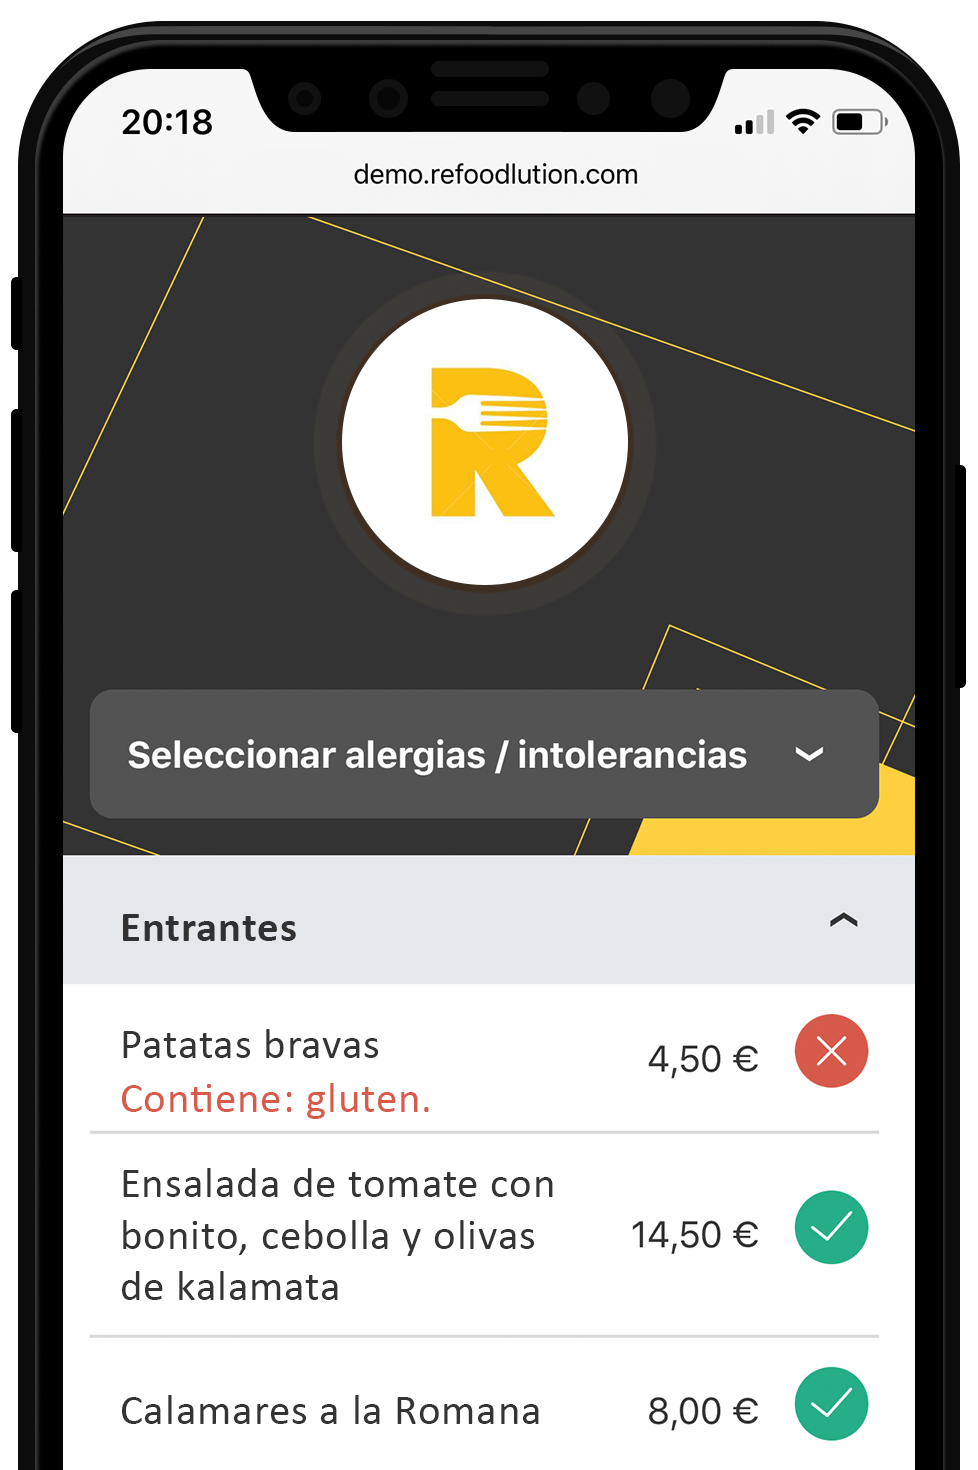 20:18
demo.refoodlution.com
R
Seleccionar alergias / intolerancias
Entrantes
Patatas bravas
4,50 €
Contiene: gluten.
Ensalada de tomate con
bonito, cebolla y olivas
14,50 €
de kalamata
Calamares a la Romana
8,00 €